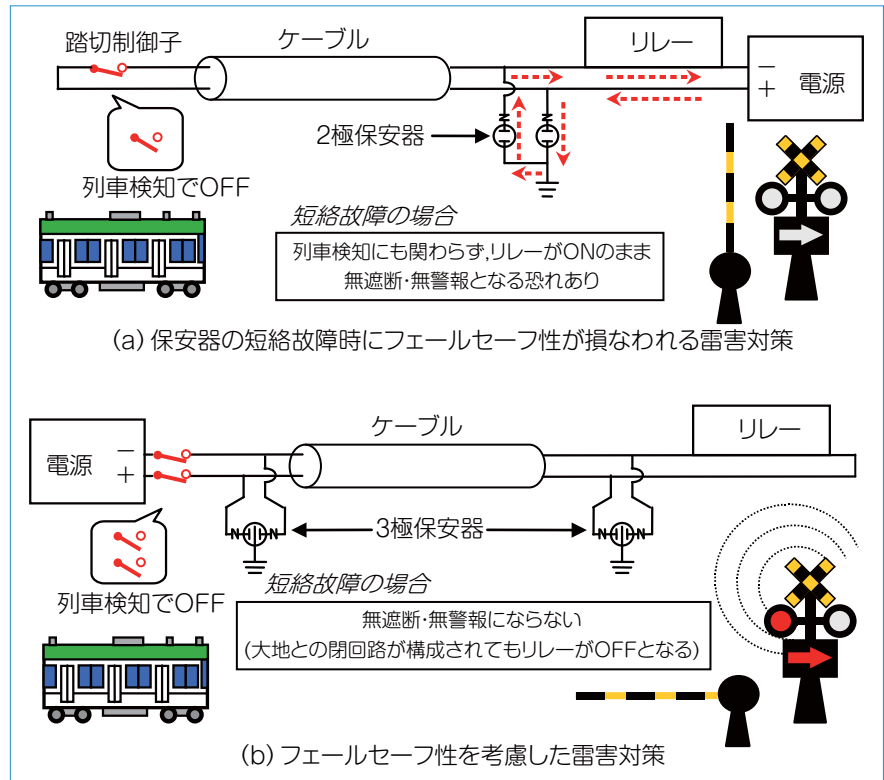 踏切制御子
ケーブル
リレー
−
+
電源
2極保安器
列車検知でOFF
短絡故障の場合
列車検知にも関わらず,リレーがONのまま
無遮断・無警報となる恐れあり
(a) 保安器の短絡故障時にフェールセーフ性が損なわれる雷害対策
電源
−
+
ケーブル
リレー
N N
3極保安器
N N
列車検知でOFF
短絡故障の場合
無遮断・無警報にならない
(大地との閉回路が構成されてもリレーがOFFとなる)
(b) フェールセーフ性を考慮した雷害対策